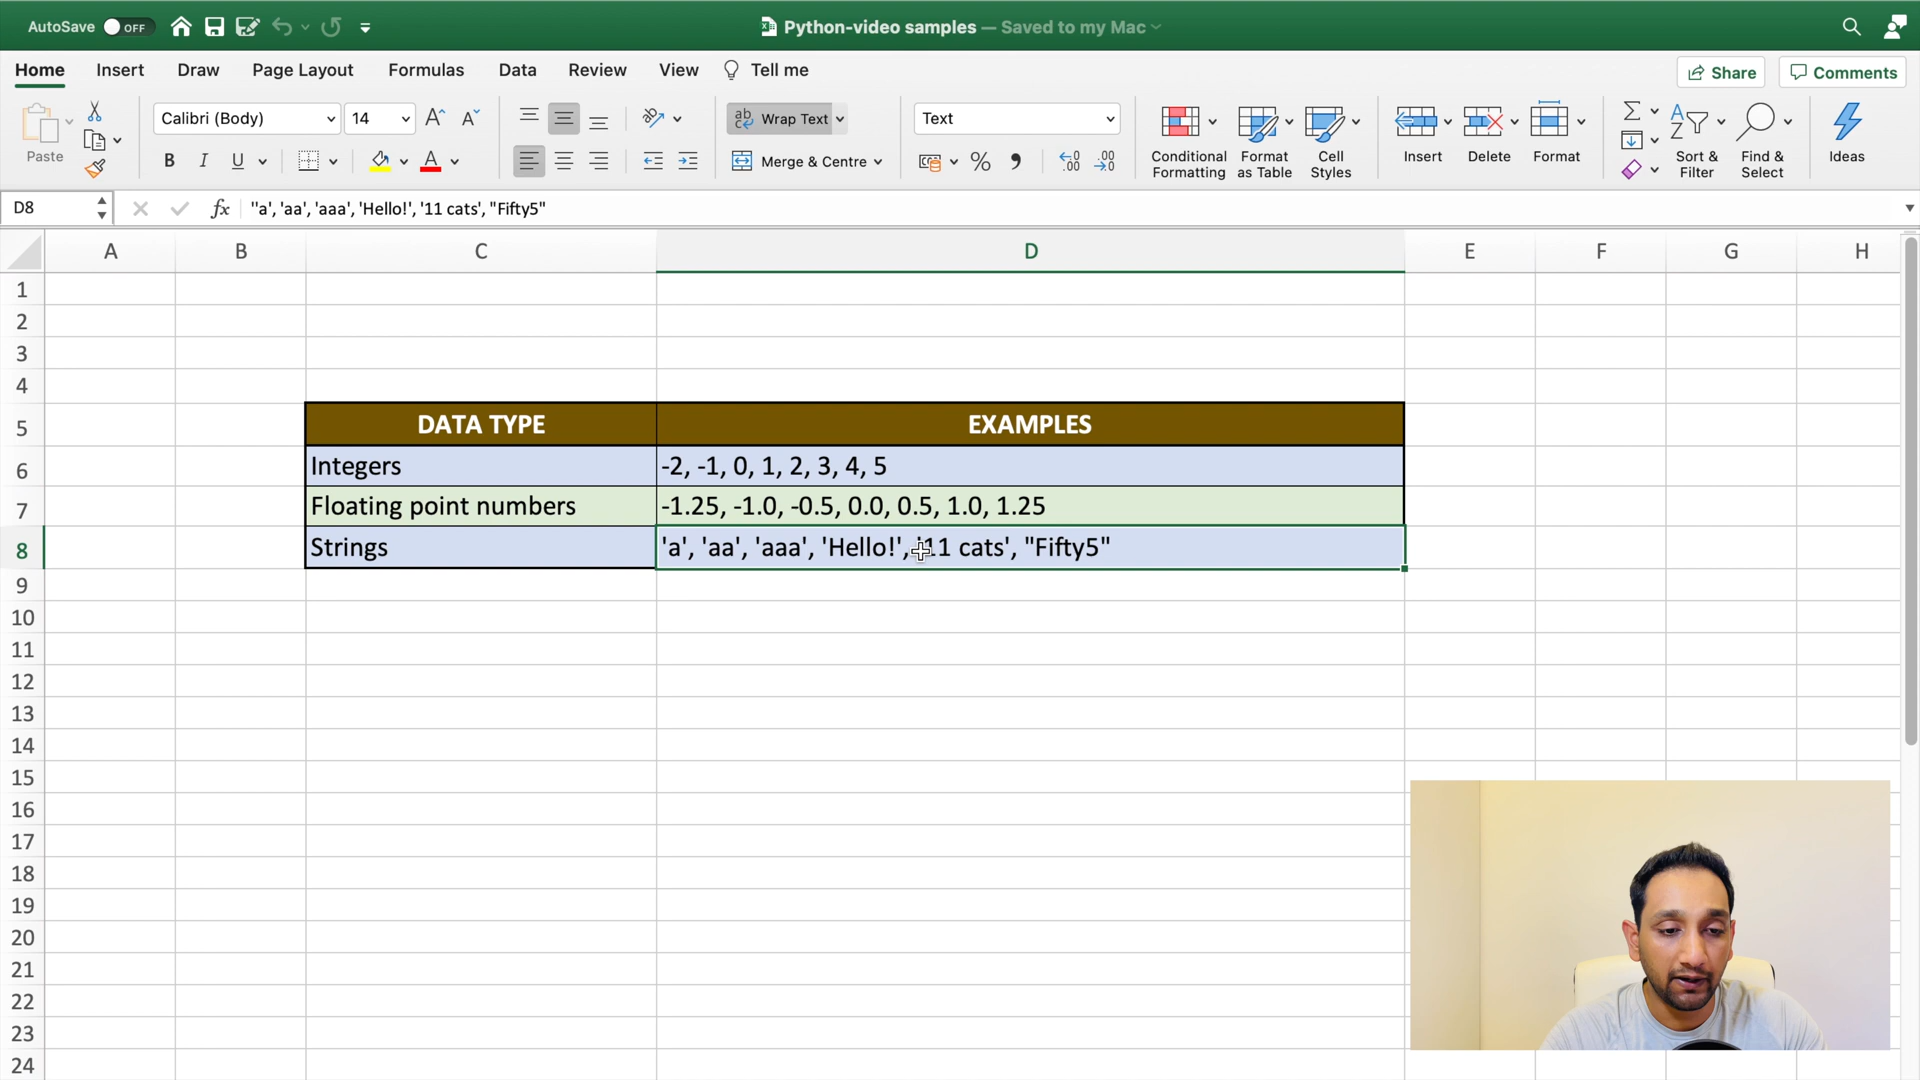 AutoSave OFF
Python-video samples — Saved to my Mac
Home Insert Draw Page Layout Formulas Data Review View Tell me
Share Comments
Paste
Calibri (Body) 14
B I U A
Wrap Text
Merge & Centre
Text
Conditional Formatting
Format as Table
Cell Styles
Insert
Delete
Format
Sort & Filter
Find & Select
Ideas
D8 fx "a', 'aa', 'aaa', 'Hello!', '11 cats', "Fifty5"
A B C D E F G H
1
2
3
4
5 DATA TYPE EXAMPLES
6 Integers -2, -1, 0, 1, 2, 3, 4, 5
7 Floating point numbers -1.25, -1.0, -0.5, 0.0, 0.5, 1.0, 1.25
8 Strings 'a', 'aa', 'aaa', 'Hello!', '11 cats', "Fifty5"
9
10
11
12
13
14
15
16
17
18
19
20
21
22
23
24